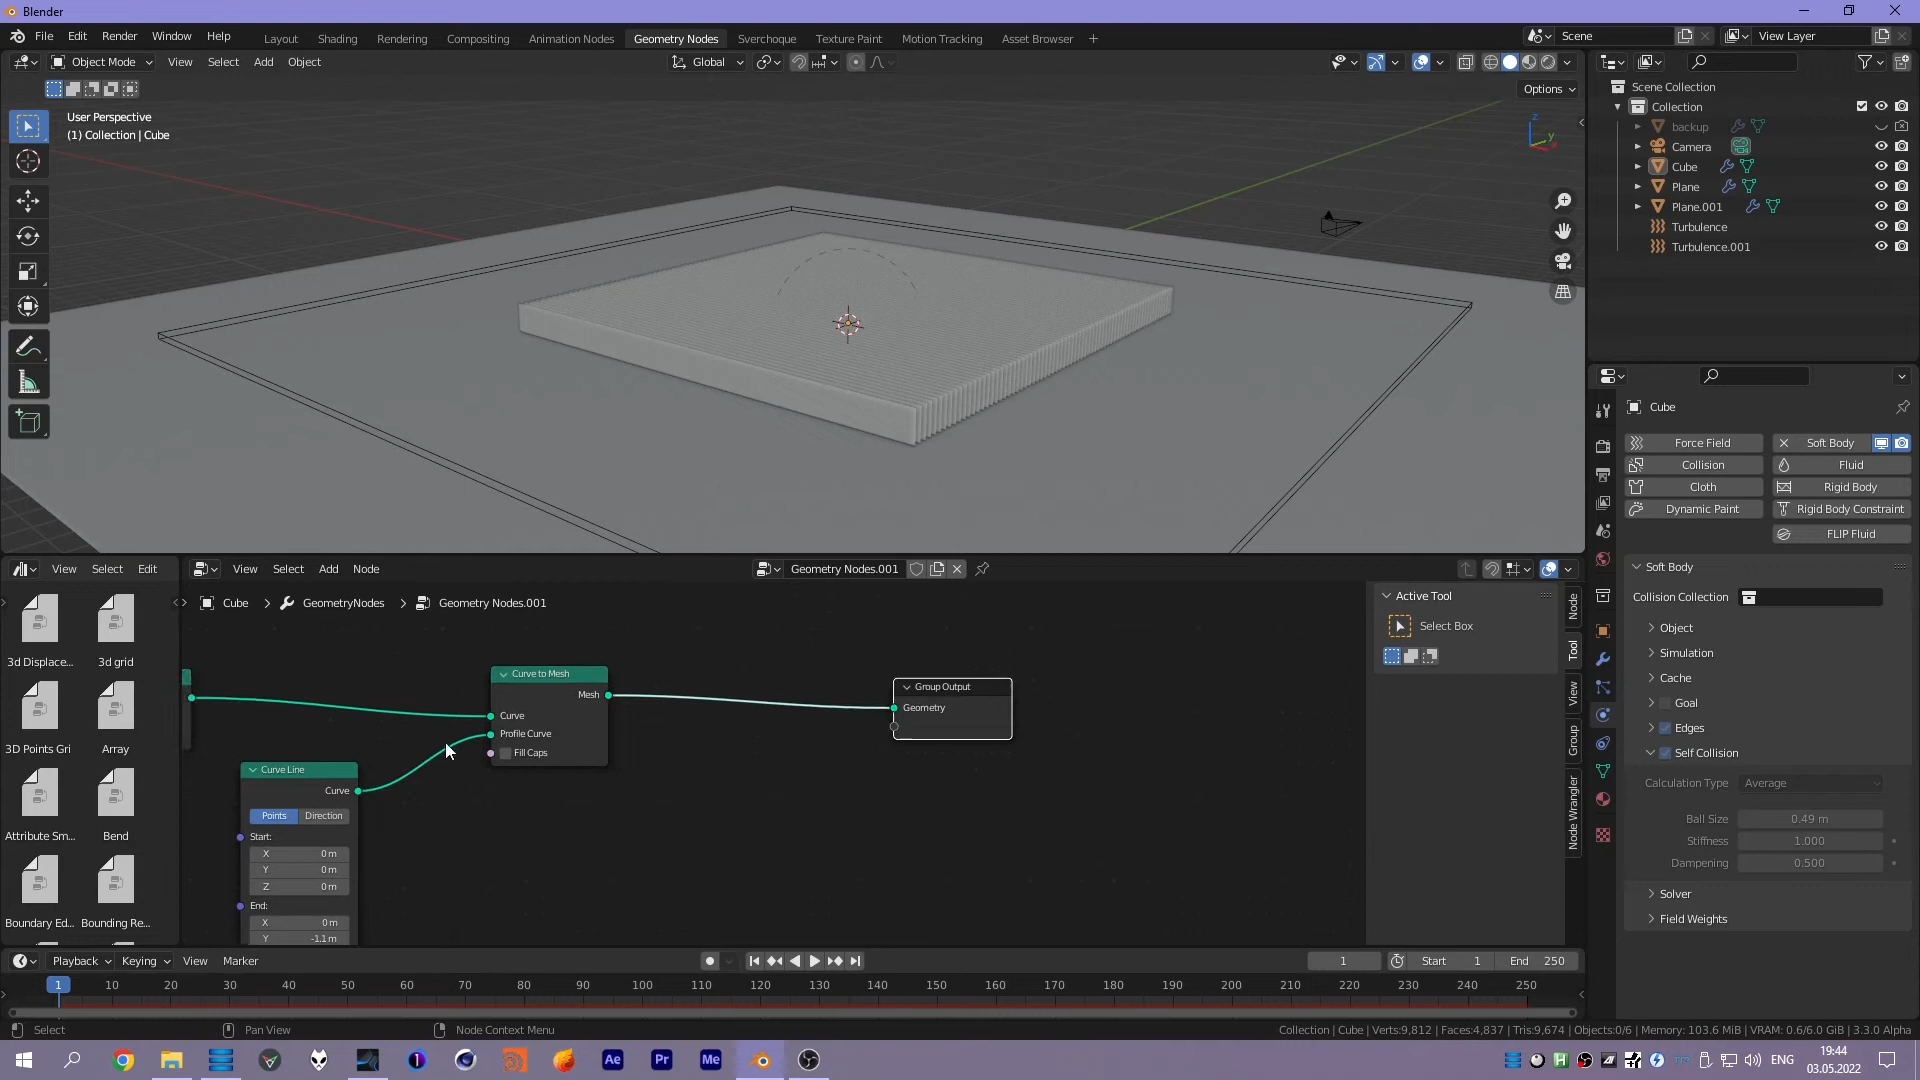 Blender
File Edit Render Window Help
Layout Shading Rendering Compositing Animation Nodes Geometry Nodes Sverchoque Texture Paint Motion Tracking Asset Browser +
Scene
View Layer
Object Mode View Select Add Object
Global
Options
User Perspective
(1) Collection | Cube
Z
Y
Scene Collection
Collection
backup
Camera
Cube
Plane
Plane.001
Turbulence
Turbulence.001
Cube
Force Field
Soft Body
Collision
Fluid
Cloth
Rigid Body
Dynamic Paint
Rigid Body Constraint
FLIP Fluid
Soft Body
Collision Collection
Object
Simulation
Cache
Goal
Edges
Self Collision
Calculation Type Average
Ball Size 0.49 m
Stiffness 1.000
Dampening 0.500
Solver
Field Weights
View Select Edit
View Select Add Node
Geometry Nodes.001
Cube > GeometryNodes > Geometry Nodes.001
3d Displace... 3d grid
3D Points Gri Array
Attribute Sm... Bend
Boundary Ed... Bounding Re...
Curve to Mesh
Mesh
Curve
Profile Curve
Fill Caps
Group Output
Geometry
Curve Line
Curve
Points Direction
Start:
X 0 m
Y 0 m
Z 0 m
End:
X 0 m
Y -1.1 m
Active Tool
Select Box
Node
Tool
View
Group
Node Wrangler
Playback Keying View Marker
1
Start 1 End 250
1 10 20 30 40 50 60 70 80 90 100 110 120 130 140 150 160 170 180 190 200 210 220 230 240 250
Select Pan View Node Context Menu
Collection | Cube | Verts:9,812 | Faces:4,837 | Tris:9,674 | Objects:0/6 | Memory: 103.6 MiB | VRAM: 0.6/6.0 GiB | 3.3.0 Alpha
Ae Pr Me
ENG
19:44
03.05.2022